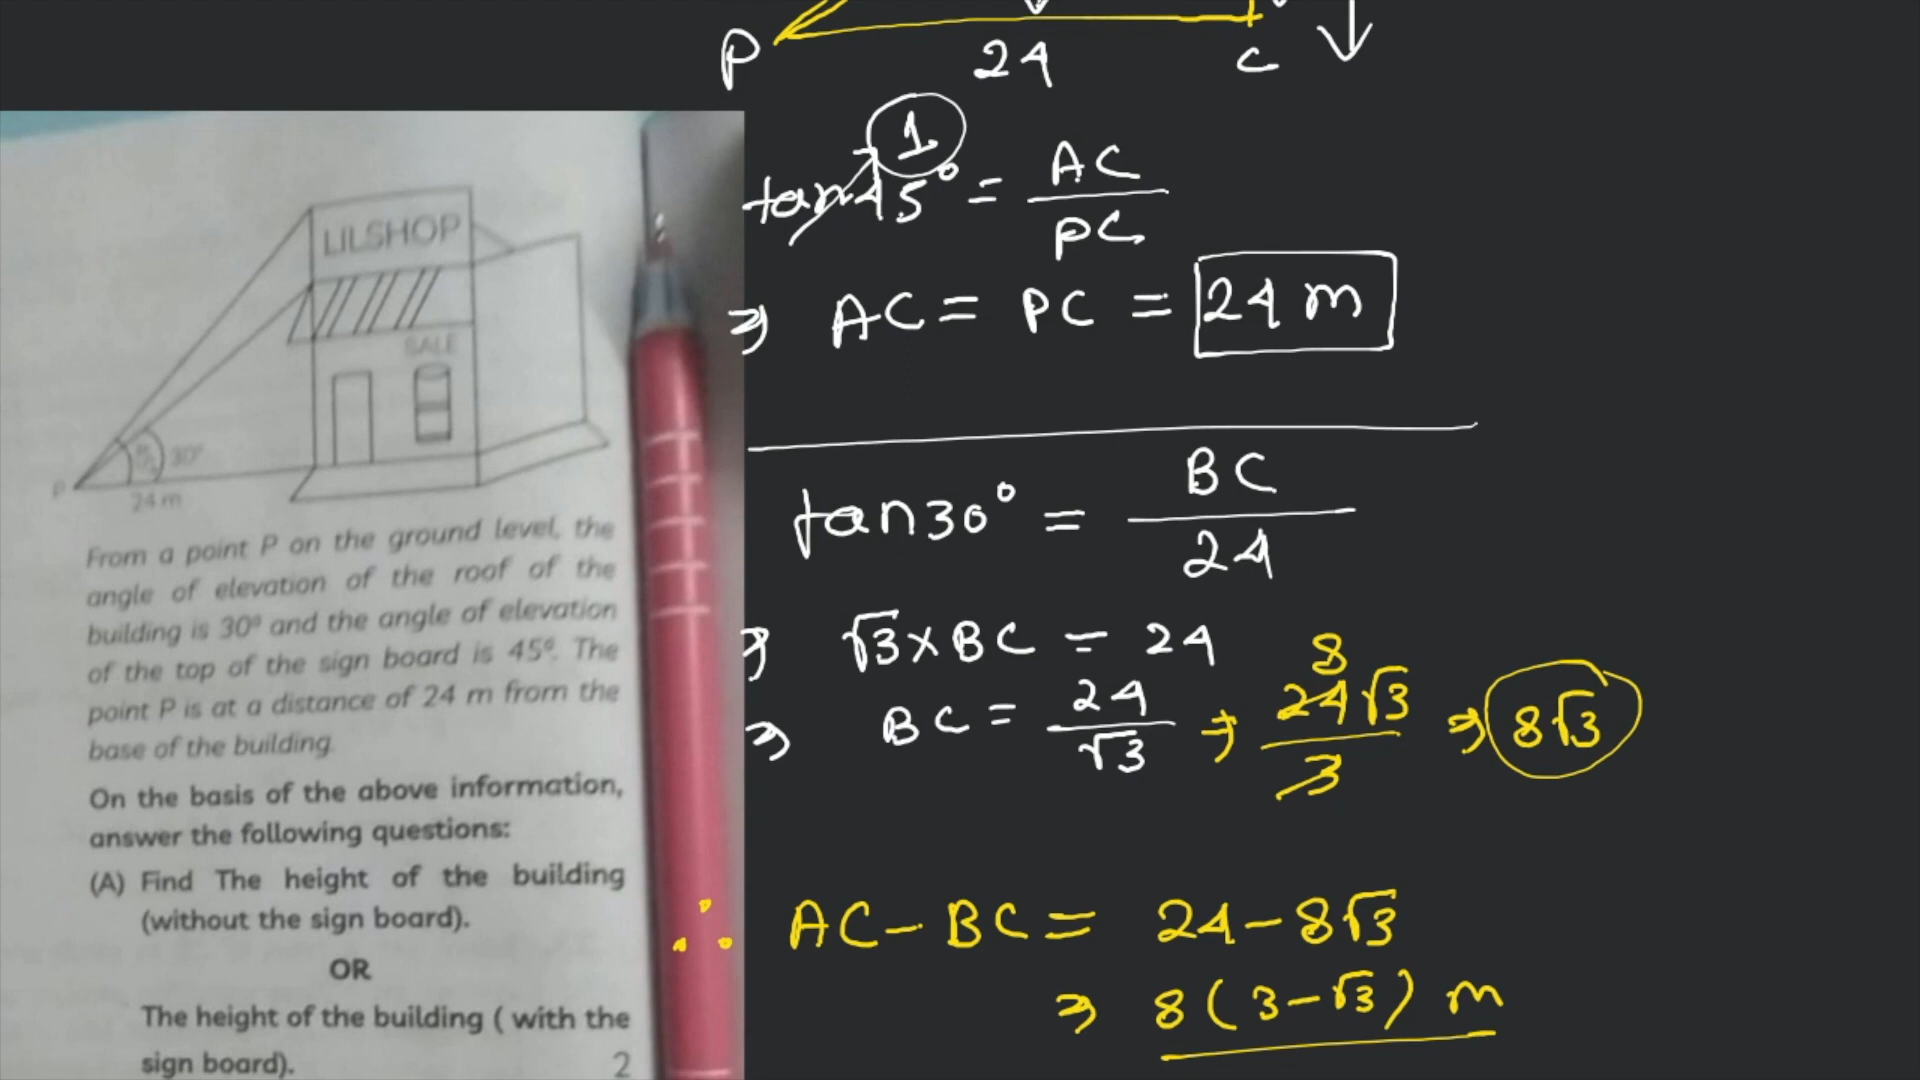 P
24
C
1
tan45° = AC/PC
⇒ AC = PC = 24 m
tan30° = BC/24
⇒ √3 × BC = 24
⇒ BC = 24/√3 ⇒ 8 24√3/3 ⇒ 8√3
∴ AC - BC = 24 - 8√3
⇒ 8(3-√3) m
LILSHOP
SALE
30°
P
24 m
From a point P on the ground level, the
angle of elevation of the roof of the
building is 30° and the angle of elevation
of the top of the sign board is 45°. The
point P is at a distance of 24 m from the
base of the building.
On the basis of the above information,
answer the following questions:
(A) Find The height of the building
(without the sign board).
OR
The height of the building ( with the
sign board). 2